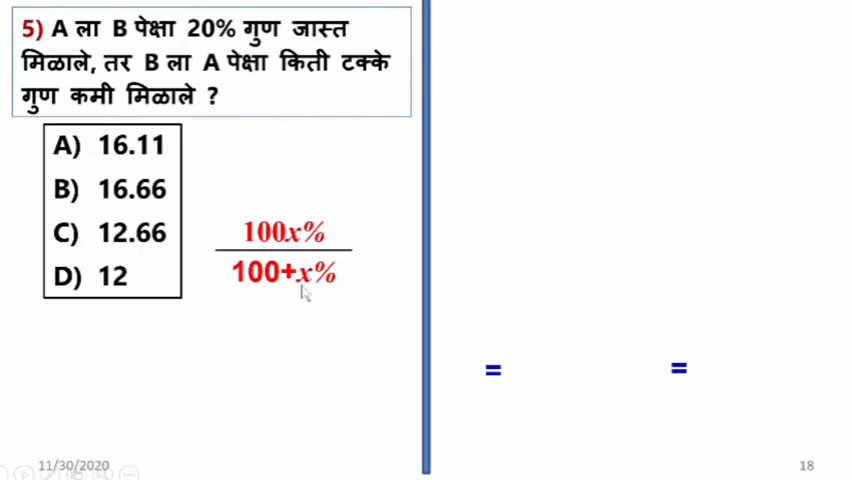 5) A ला B पेक्षा 20% गुण जास्त
मिळाले, तर B ला A पेक्षा किती टक्के
गुण कमी मिळाले ?
A) 16.11
B) 16.66
C) 12.66
D) 12
100x%
100+x%
= =
11/30/2020
18